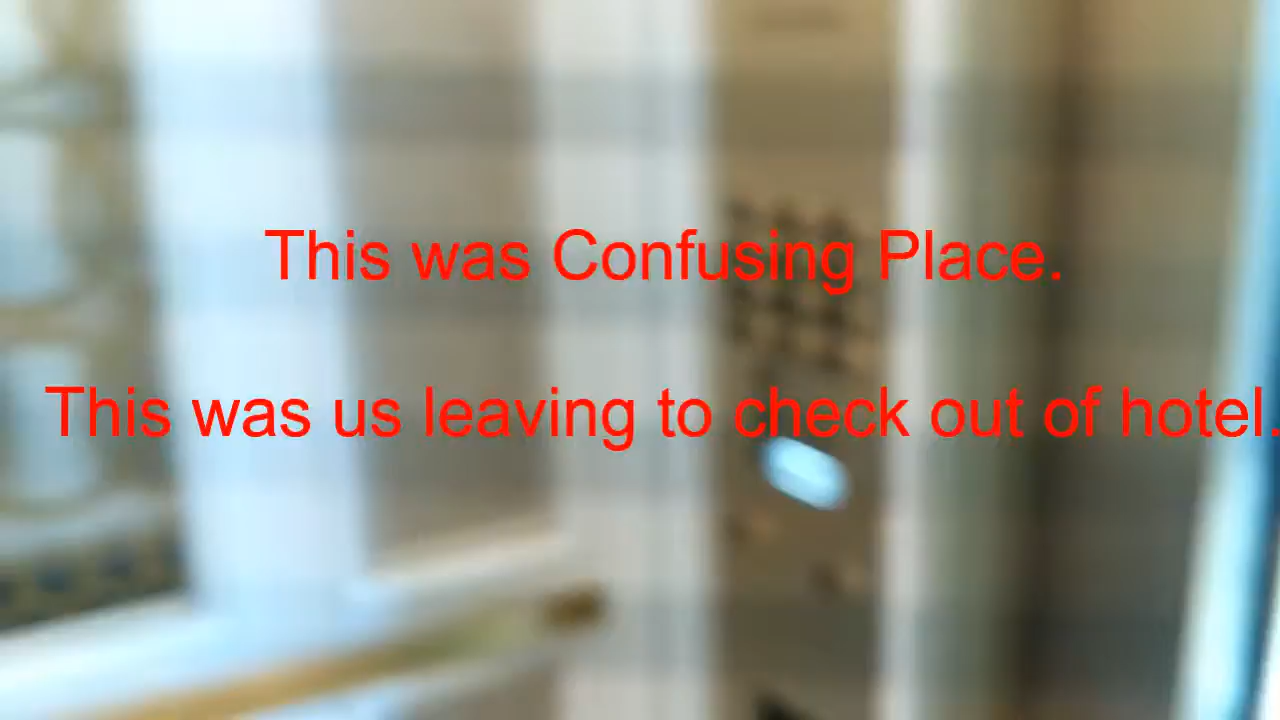 This was Confusing Place.
This was us leaving to check out of hotel.